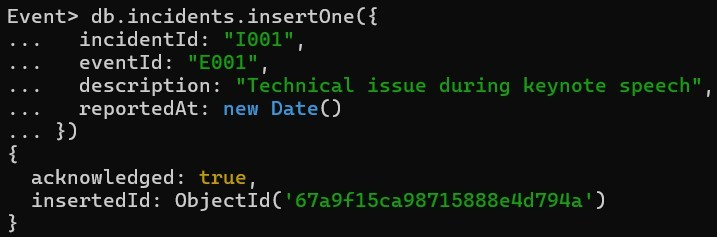 Event> db.incidents.insertOne({
...   incidentId: "I001",
...   eventId: "E001",
...   description: "Technical issue during keynote speech",
...   reportedAt: new Date()
... })
{
  acknowledged: true,
  insertedId: ObjectId('67a9f15ca98715888e4d794a')
}